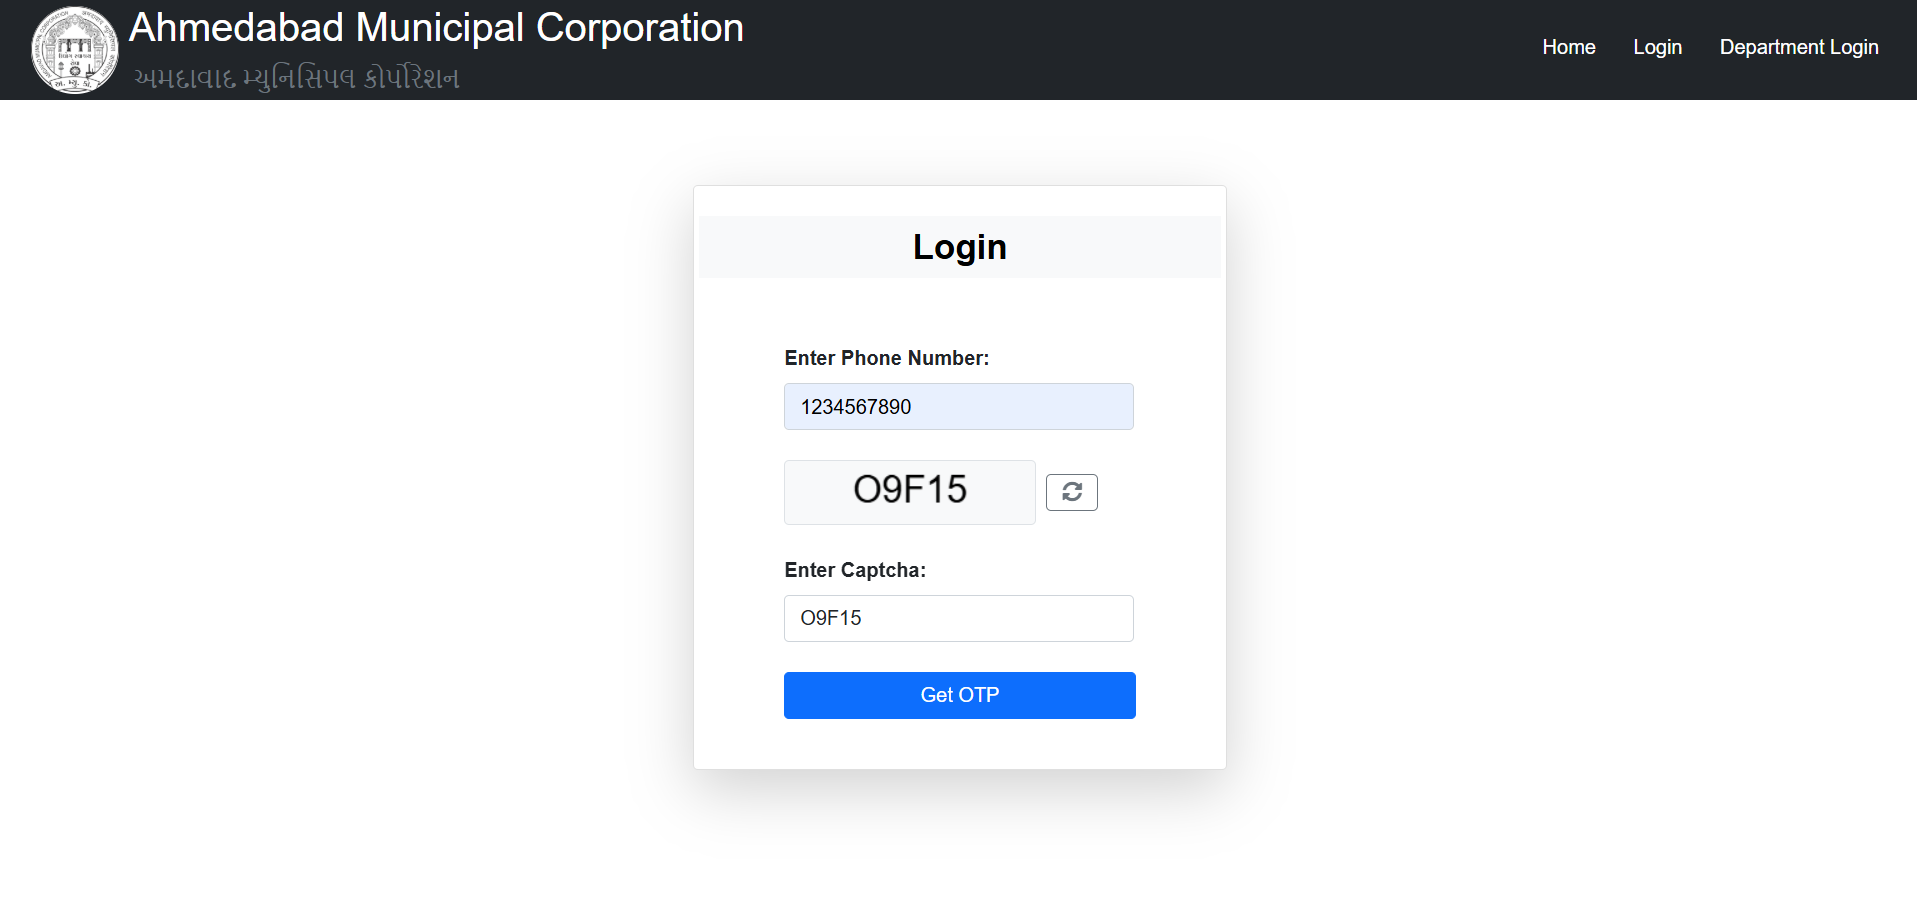 Ahmedabad Municipal Corporation
અમદાવાદ મ્યુનિસિપલ કોર્પોરેશન
Home Login Department Login
Login
Enter Phone Number:
1234567890
O9F15
Enter Captcha:
O9F15
Get OTP